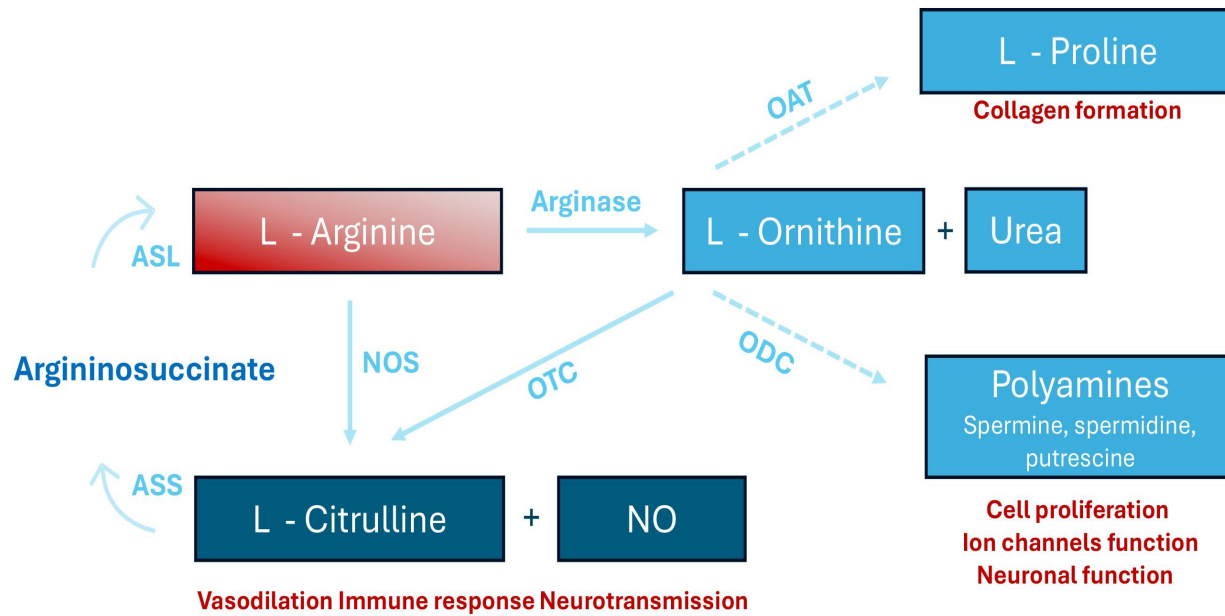 L - Proline
OAT
Collagen formation
Arginase
L - Arginine
L - Ornithine
+
Urea
ASL
NOS
OTC
ODC
Argininosuccinate
Polyamines
Spermine, spermidine,
putrescine
ASS
L - Citrulline
+
NO
Cell proliferation
Ion channels function
Neuronal function
Vasodilation Immune response Neurotransmission